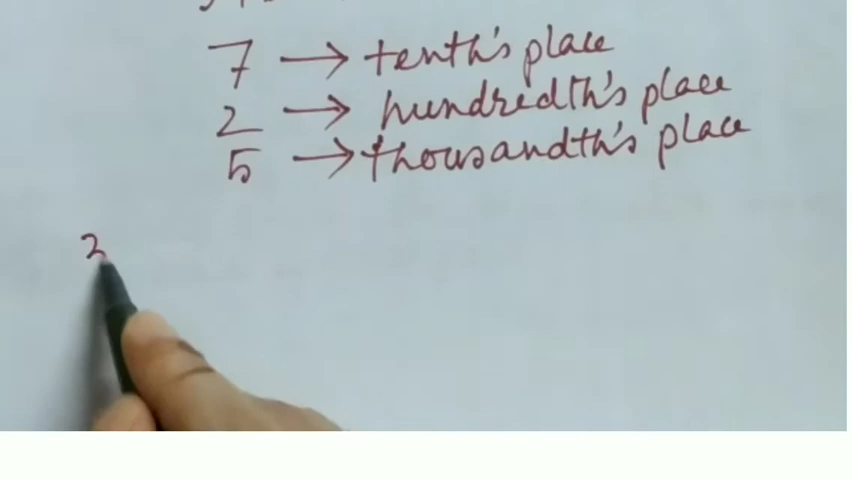 7 → tenth's place
2 → hundredth's place
5 → thousandth's place